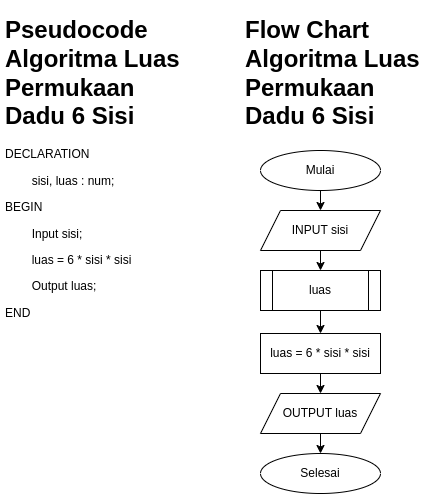 Pseudocode
Algoritma Luas
Permukaan
Dadu 6 Sisi
DECLARATION
sisi, luas : num;
BEGIN
Input sisi;
luas = 6 * sisi * sisi
Output luas;
END
Flow Chart
Algoritma Luas
Permukaan
Dadu 6 Sisi
Mulai
INPUT sisi
luas
luas = 6 * sisi * sisi
OUTPUT luas
Selesai